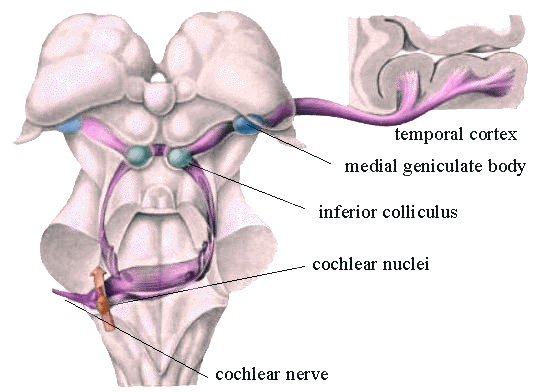 temporal cortex
medial geniculate body
inferior colliculus
cochlear nuclei
cochlear nerve